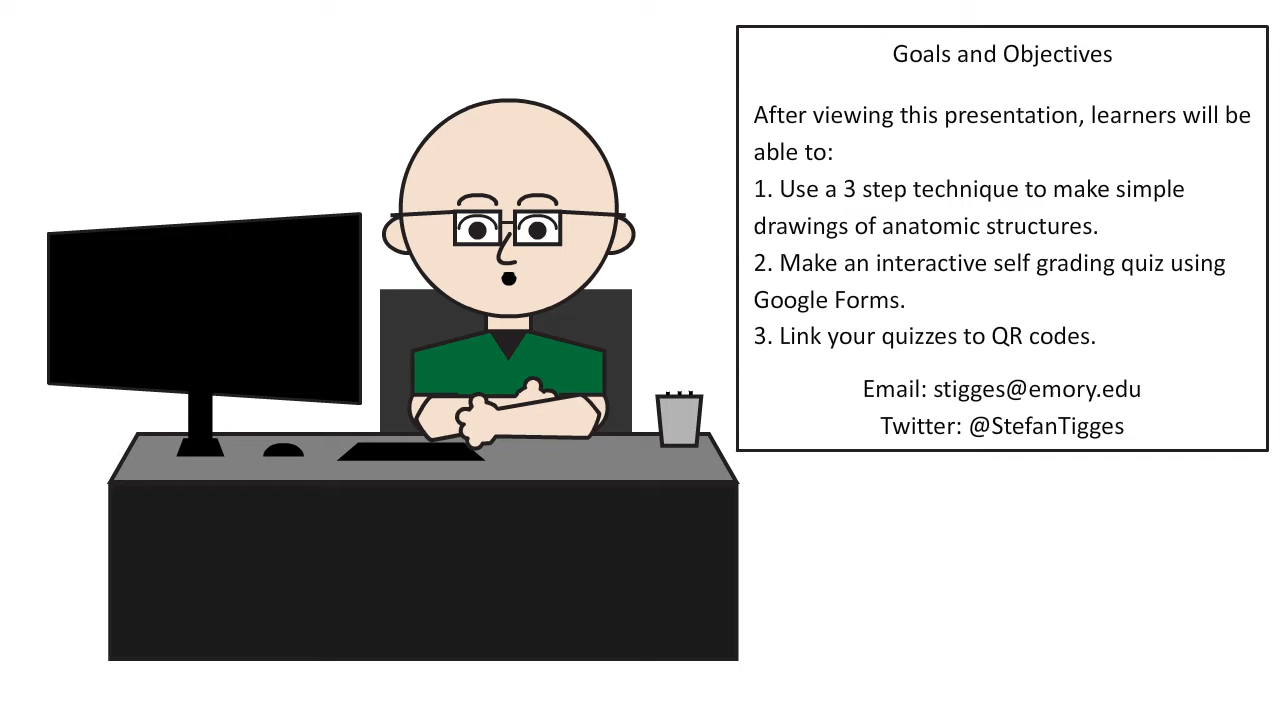 Goals and Objectives
After viewing this presentation, learners will be
able to:
1. Use a 3 step technique to make simple
drawings of anatomic structures.
2. Make an interactive self grading quiz using
Google Forms.
3. Link your quizzes to QR codes.
Email: stigges@emory.edu
Twitter: @StefanTigges